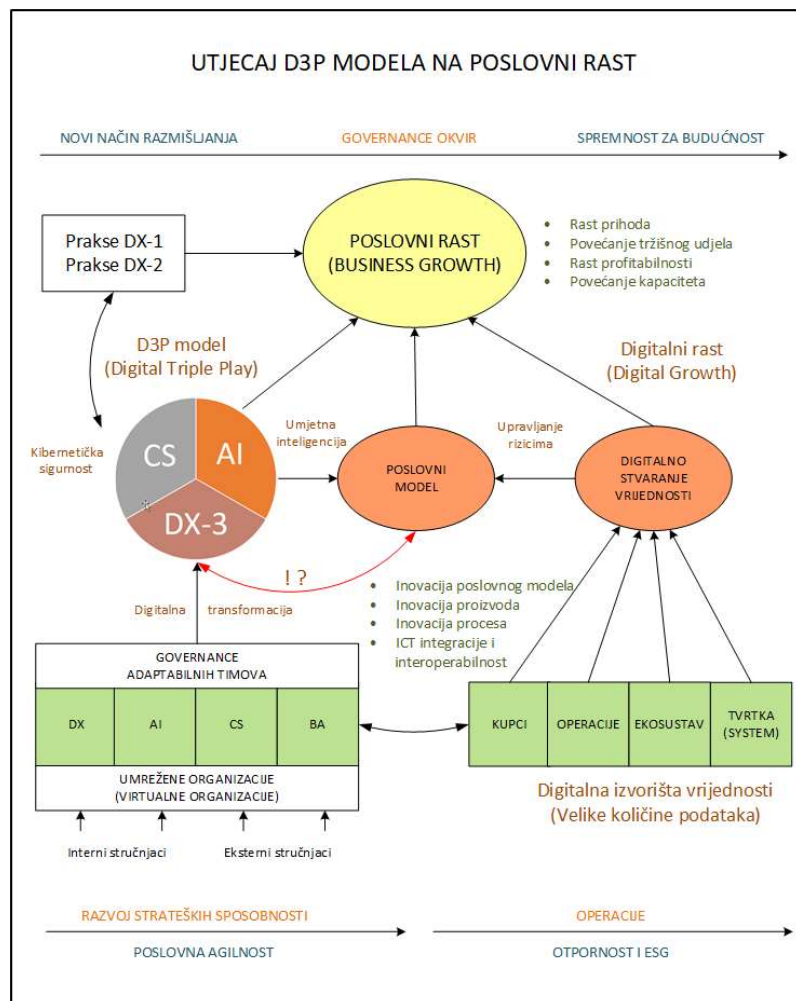 UTJECAJ D3P MODELA NA POSLOVNI RAST
NOVI NAČIN RAZMIŠLJANJA
GOVERNANCE OKVIR
SPREMNOST ZA BUDUĆNOST
Prakse DX-1
Prakse DX-2
POSLOVNI RAST
(BUSINESS GROWTH)
• Rast prihoda
• Povećanje tržišnog udjela
• Rast profitabilnosti
• Povećanje kapaciteta
D3P model
(Digital Triple Play)
Digitalni rast
(Digital Growth)
Kibernetička
sigurnost
CS
AI
DX-3
Umjetna
inteligencija
POSLOVNI
MODEL
Upravljanje
rizicima
DIGITALNO
STVARANJE
VRIJEDNOSTI
! ?
• Inovacija poslovnog modela
• Inovacija proizvoda
• Inovacija procesa
• ICT integracije i
interoperabilnost
Digitalna transformacija
GOVERNANCE
ADAPTABILNIH TIMOVA
DX
AI
CS
BA
UMREŽENE ORGANIZACIJE
(VIRTUALNE ORGANIZACIJE)
Interni stručnjaci
Eksterni stručnjaci
KUPCI
OPERACIJE
EKOSUSTAV
TVRTKA
(SYSTEM)
Digitalna izvorišta vrijednosti
(Velike količine podataka)
RAZVOJ STRATEŠKIH SPOSOBNOSTI
POSLOVNA AGILNOST
OPERACIJE
OTPORNOST I ESG